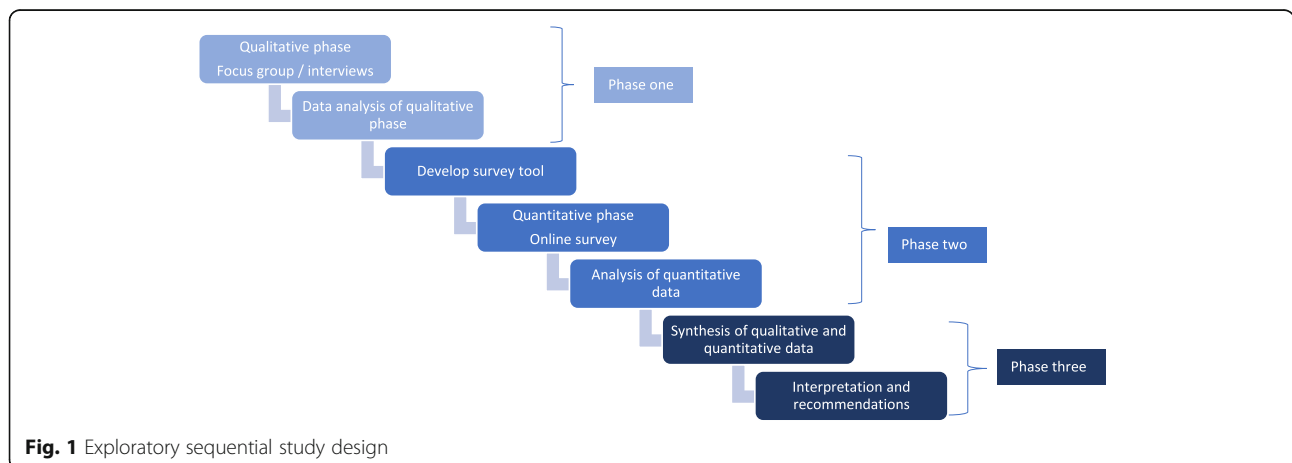 Qualitative phase
Focus group / interviews
Data analysis of qualitative
phase
Phase one
Develop survey tool
Quantitative phase
Online survey
Analysis of quantitative
data
Phase two
Synthesis of qualitative and
quantitative data
Interpretation and
recommendations
Phase three
Fig. 1 Exploratory sequential study design